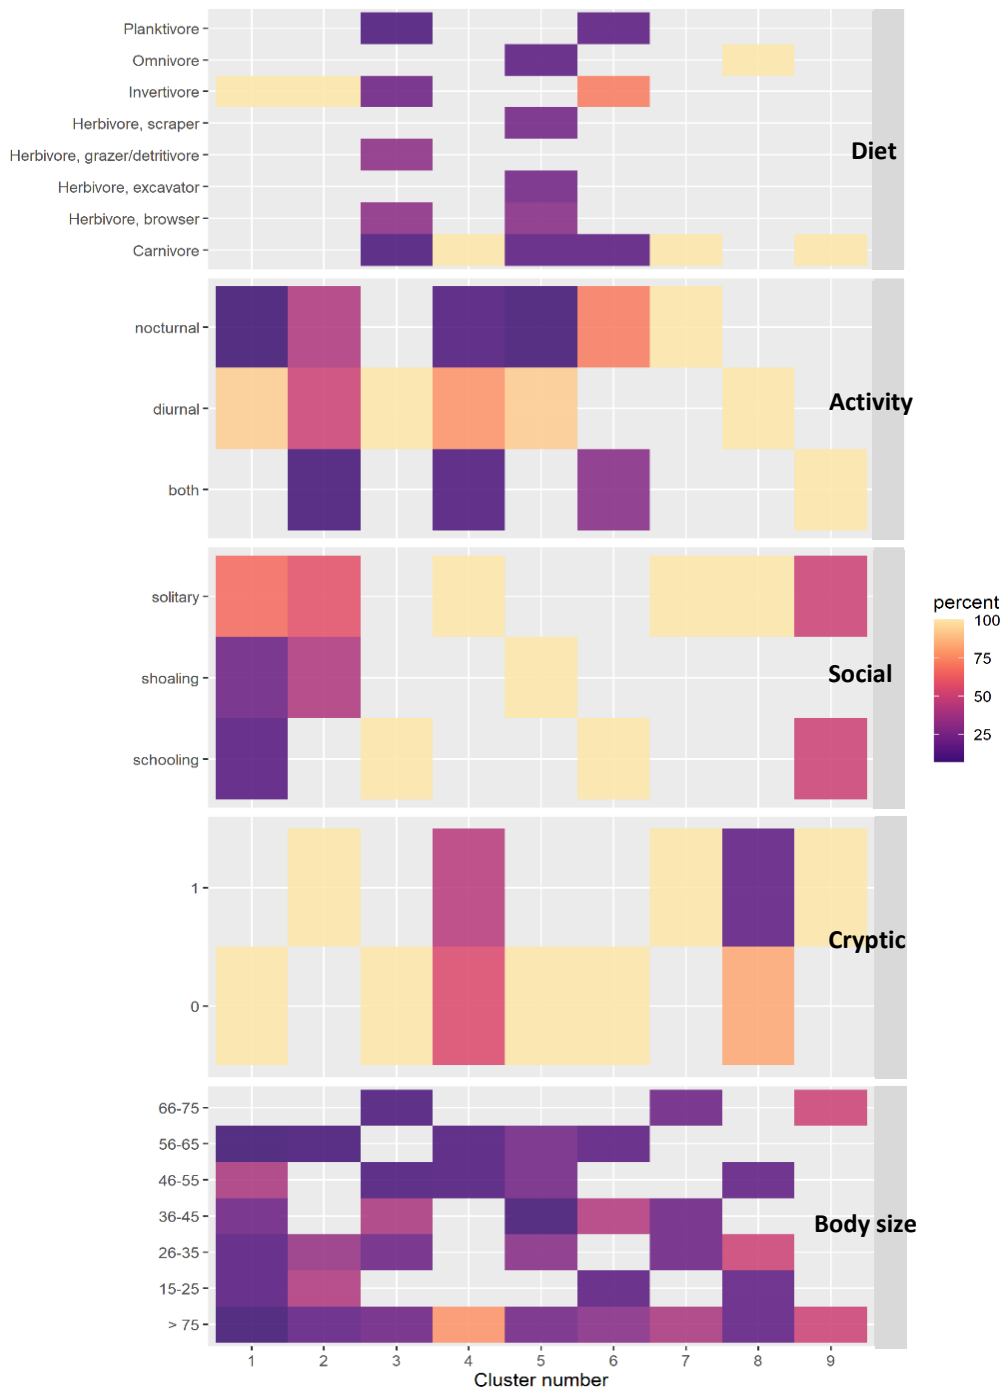 Planktivore
Omnivore
Invertivore
Herbivore, scraper
Herbivore, grazer/detritivore
Herbivore, excavator
Herbivore, browser
Carnivore
Diet
nocturnal
diurnal
both
Activity
solitary
shoaling
schooling
Social
percent
100
75
50
25
1
0
Cryptic
66-75
56-65
46-55
36-45
26-35
15-25
> 75
Body size
1 2 3 4 5 6 7 8 9
Cluster number